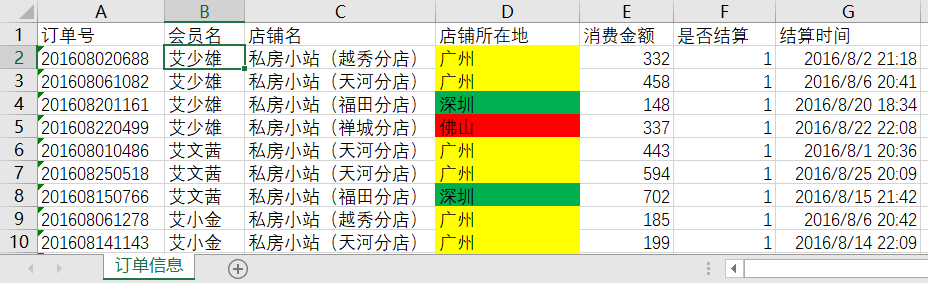 A B C D E F G
1 订单号 会员名 店铺名 店铺所在地 消费金额 是否结算 结算时间
2 201608020688 艾少雄 私房小站（越秀分店） 广州 332 1 2016/8/2 21:18
3 201608061082 艾少雄 私房小站（天河分店） 广州 458 1 2016/8/6 20:41
4 201608201161 艾少雄 私房小站（福田分店） 深圳 148 1 2016/8/20 18:34
5 201608220499 艾少雄 私房小站（禅城分店） 佛山 337 1 2016/8/22 22:08
6 201608010486 艾文茜 私房小站（天河分店） 广州 443 1 2016/8/1 20:36
7 201608250518 艾文茜 私房小站（天河分店） 广州 594 1 2016/8/25 20:09
8 201608150766 艾文茜 私房小站（福田分店） 深圳 702 1 2016/8/15 21:42
9 201608061278 艾小金 私房小站（越秀分店） 广州 185 1 2016/8/6 20:42
10 201608141143 艾小金 私房小站（天河分店） 广州 199 1 2016/8/14 22:09
订单信息